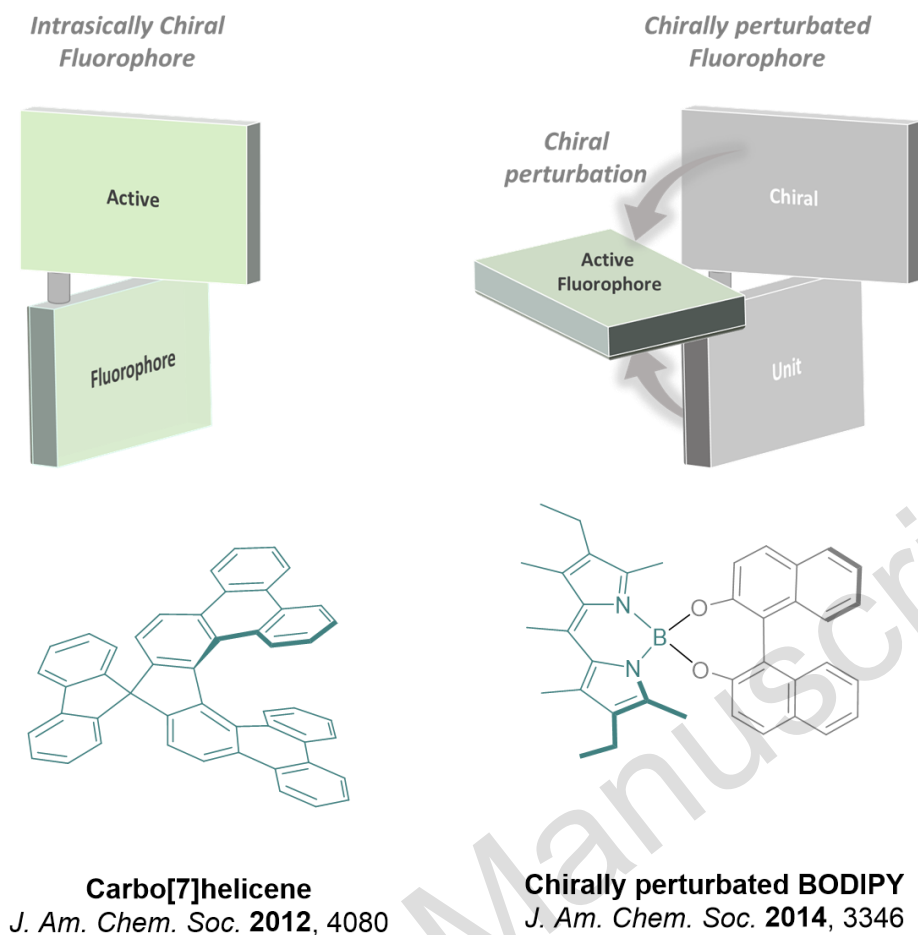 Intrasically Chiral
Fluorophore
Active
Fluorophore
Chirally perturbated
Fluorophore
Chiral
perturbation
Chiral
Active
Fluorophore
Unit
N
B
N
O
O
Carbo[7]helicene
J. Am. Chem. Soc. 2012, 4080
Chirally perturbated BODIPY
J. Am. Chem. Soc. 2014, 3346
Manuscri